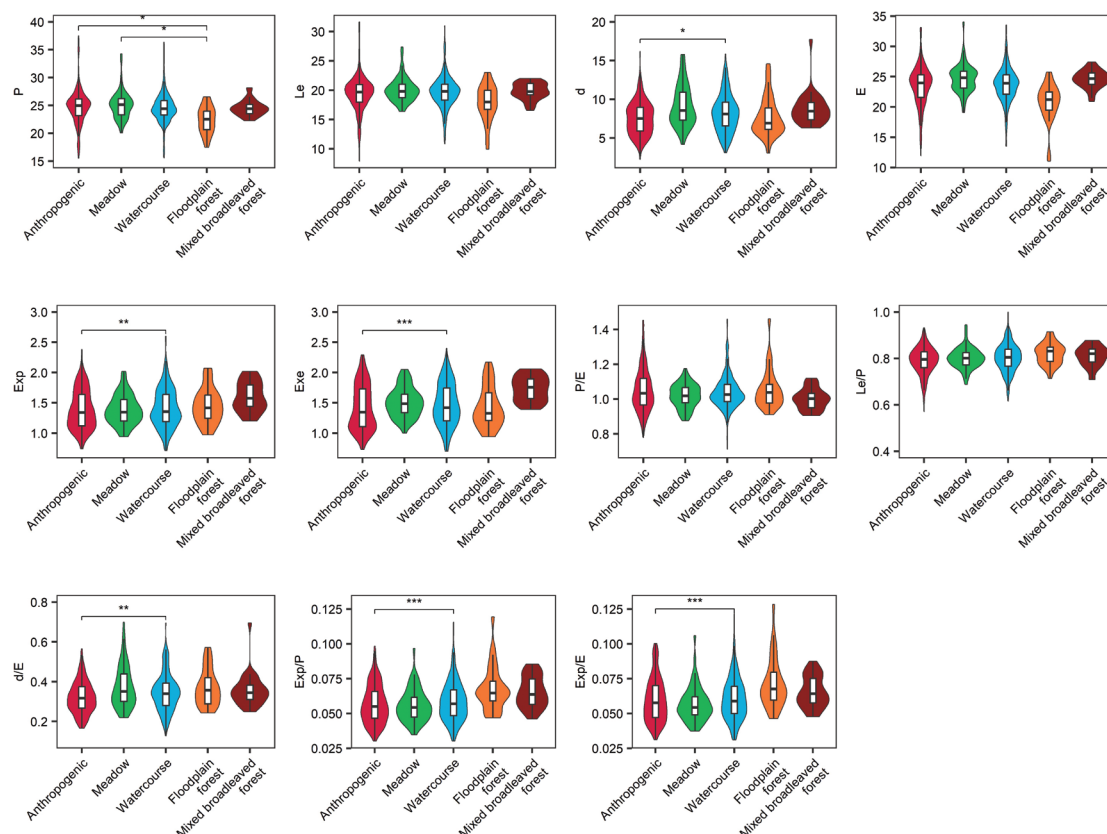 *
*
40
35
30
25
20
15
P
Anthropogenic
Meadow
Watercourse
Floodplain
forest
Mixed broadleaved
forest
30
25
20
15
10
Le
Anthropogenic
Meadow
Watercourse
Floodplain
forest
Mixed broadleaved
forest
*
20
15
10
5
d
Anthropogenic
Meadow
Watercourse
Floodplain
forest
Mixed broadleaved
forest
35
30
25
20
15
10
E
Anthropogenic
Meadow
Watercourse
Floodplain
forest
Mixed broadleaved
forest
**
3.0
2.5
2.0
1.5
1.0
Exp
Anthropogenic
Meadow
Watercourse
Floodplain
forest
Mixed broadleaved
forest
***
3.0
2.5
2.0
1.5
1.0
Exe
Anthropogenic
Meadow
Watercourse
Floodplain
forest
Mixed broadleaved
forest
1.4
1.2
1.0
0.8
P/E
Anthropogenic
Meadow
Watercourse
Floodplain
forest
Mixed broadleaved
forest
1.0
0.8
0.6
0.4
Le/P
Anthropogenic
Meadow
Watercourse
Floodplain
forest
Mixed broadleaved
forest
**
0.8
0.6
0.4
0.2
d/E
Anthropogenic
Meadow
Watercourse
Floodplain
forest
Mixed broadleaved
forest
***
0.125
0.100
0.075
0.050
0.025
Exp/P
Anthropogenic
Meadow
Watercourse
Floodplain
forest
Mixed broadleaved
forest
***
0.125
0.100
0.075
0.050
0.025
Exp/E
Anthropogenic
Meadow
Watercourse
Floodplain
forest
Mixed broadleaved
forest